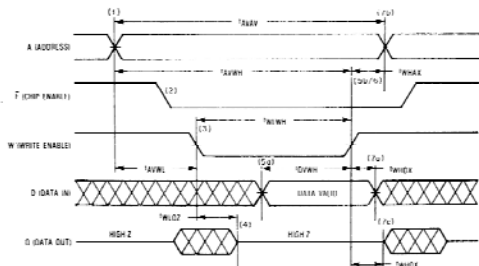 (1) tAVAV (7b)
A (ADDRESS)
tAVWH tWHAX
(5b/6)
E̅ (CHIP ENABLE) (2)
(3) tWLWH
W (WRITE ENABLE)
tAVWL (5a) tDVWH (7a) tWHDX
D (DATA IN) DATA VALID
tWLQZ (4) (7c)
Q (DATA OUT) HIGH Z HIGH Z
tWHQX